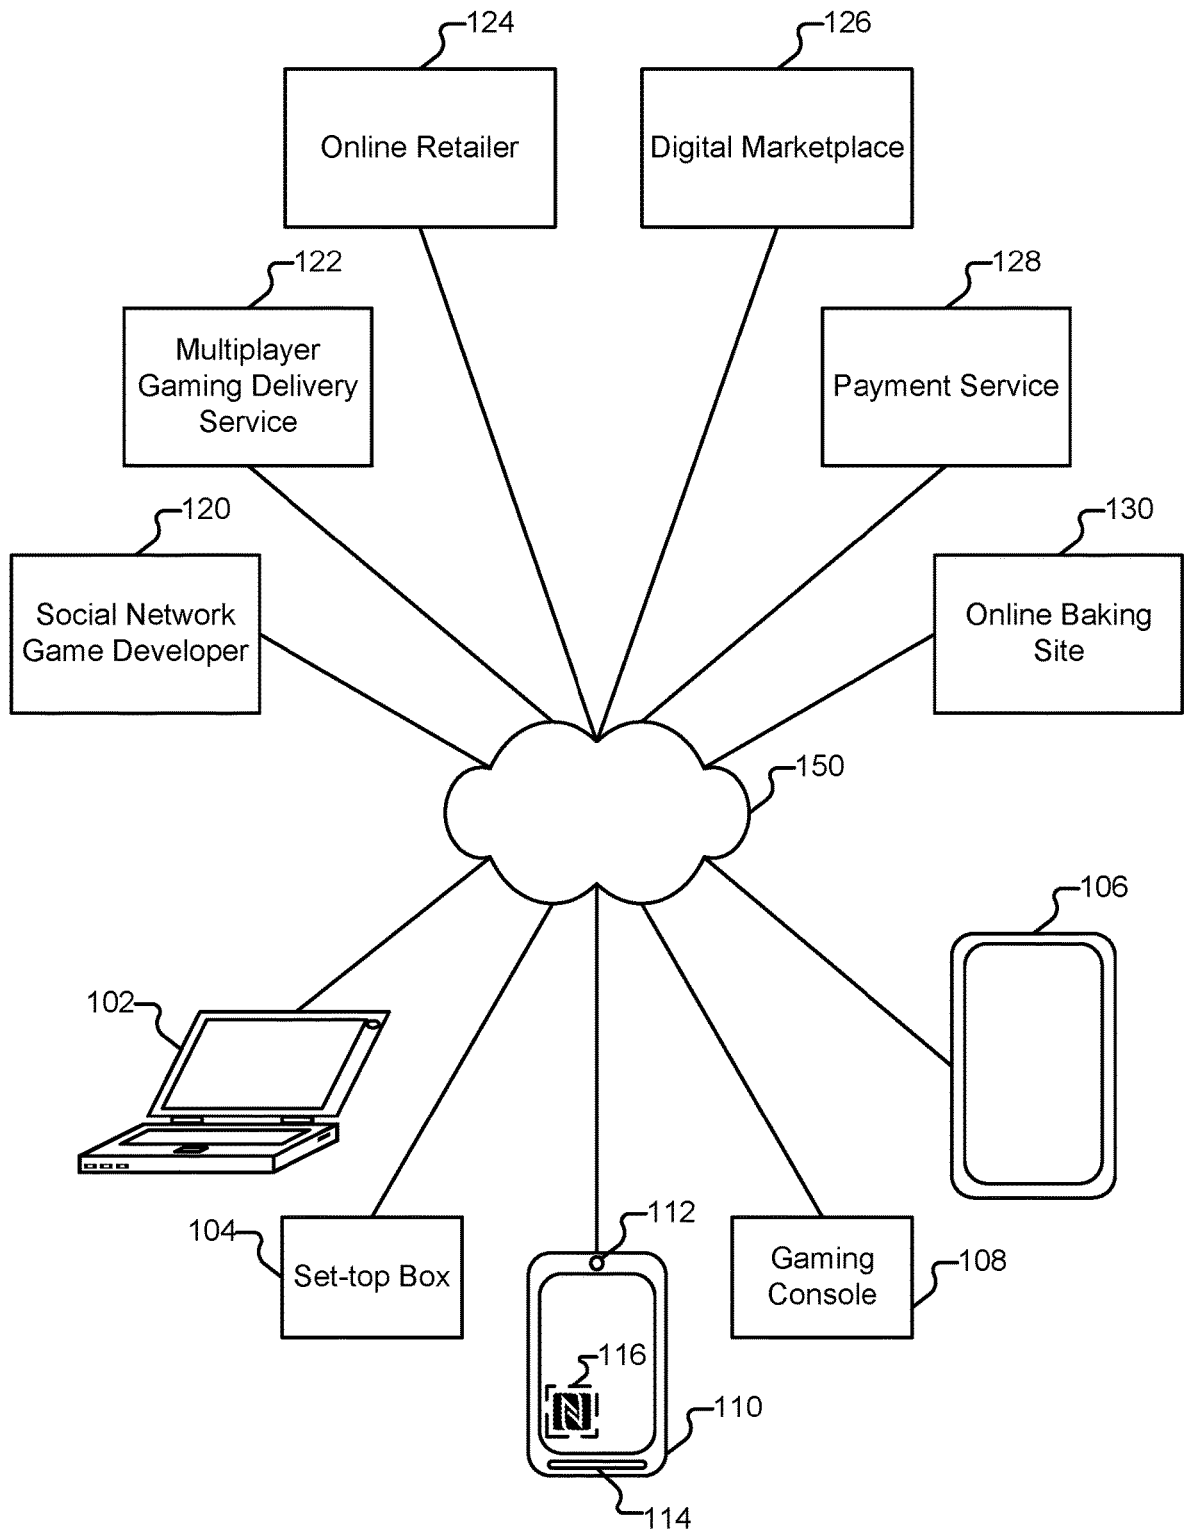 124
126
Online Retailer
Digital Marketplace
122
128
Multiplayer
Gaming Delivery
Service
Payment Service
120
130
Social Network
Game Developer
Online Baking
Site
150
106
102
104
Set-top Box
112
Gaming
Console
108
116
110
114